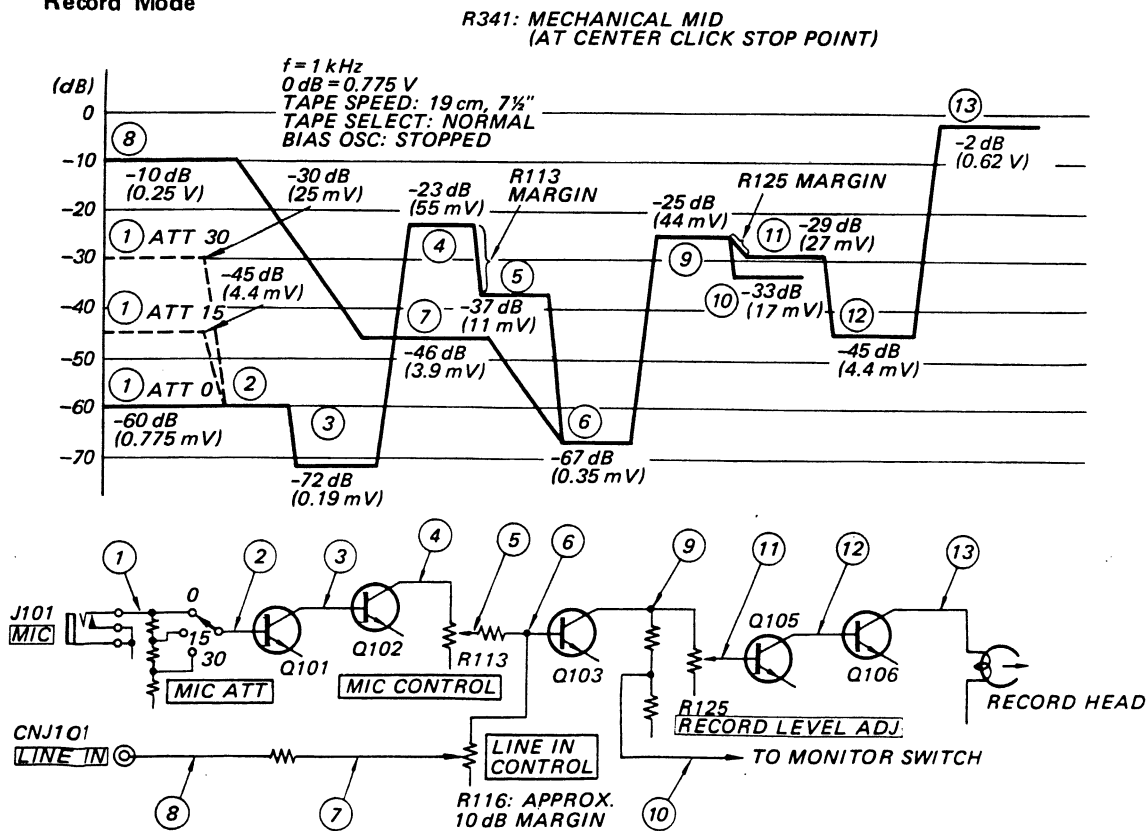 Record Mode
R341: MECHANICAL MID
(AT CENTER CLICK STOP POINT)
f = 1 kHz
0 dB = 0.775 V
TAPE SPEED: 19 cm, 7½"
TAPE SELECT: NORMAL
BIAS OSC: STOPPED
(dB)
0
-10
-20
-30
-40
-50
-60
-70
8
-10 dB
(0.25 V)
-30 dB
(25 mV)
1 ATT 30
-45 dB
(4.4 mV)
1 ATT 15
1 ATT 0
2
-60 dB
(0.775 mV)
3
-72 dB
(0.19 mV)
-23 dB
(55 mV)
4
R113
MARGIN
5
-37 dB
(11 mV)
7
-46 dB
(3.9 mV)
6
-67 dB
(0.35 mV)
-25 dB
(44 mV)
9
R125 MARGIN
11
-29 dB
(27 mV)
10
-33 dB
(17 mV)
12
-45 dB
(4.4 mV)
13
-2 dB
(0.62 V)
1
2
3
4
5
6
9
11
12
13
J101
MIC
0
15
30
MIC ATT
Q101
Q102
MIC CONTROL
R113
Q103
R125
RECORD LEVEL ADJ
Q105
Q106
RECORD HEAD
CNJ101
LINE IN
8
7
LINE IN
CONTROL
R116: APPROX.
10 dB MARGIN
10
TO MONITOR SWITCH